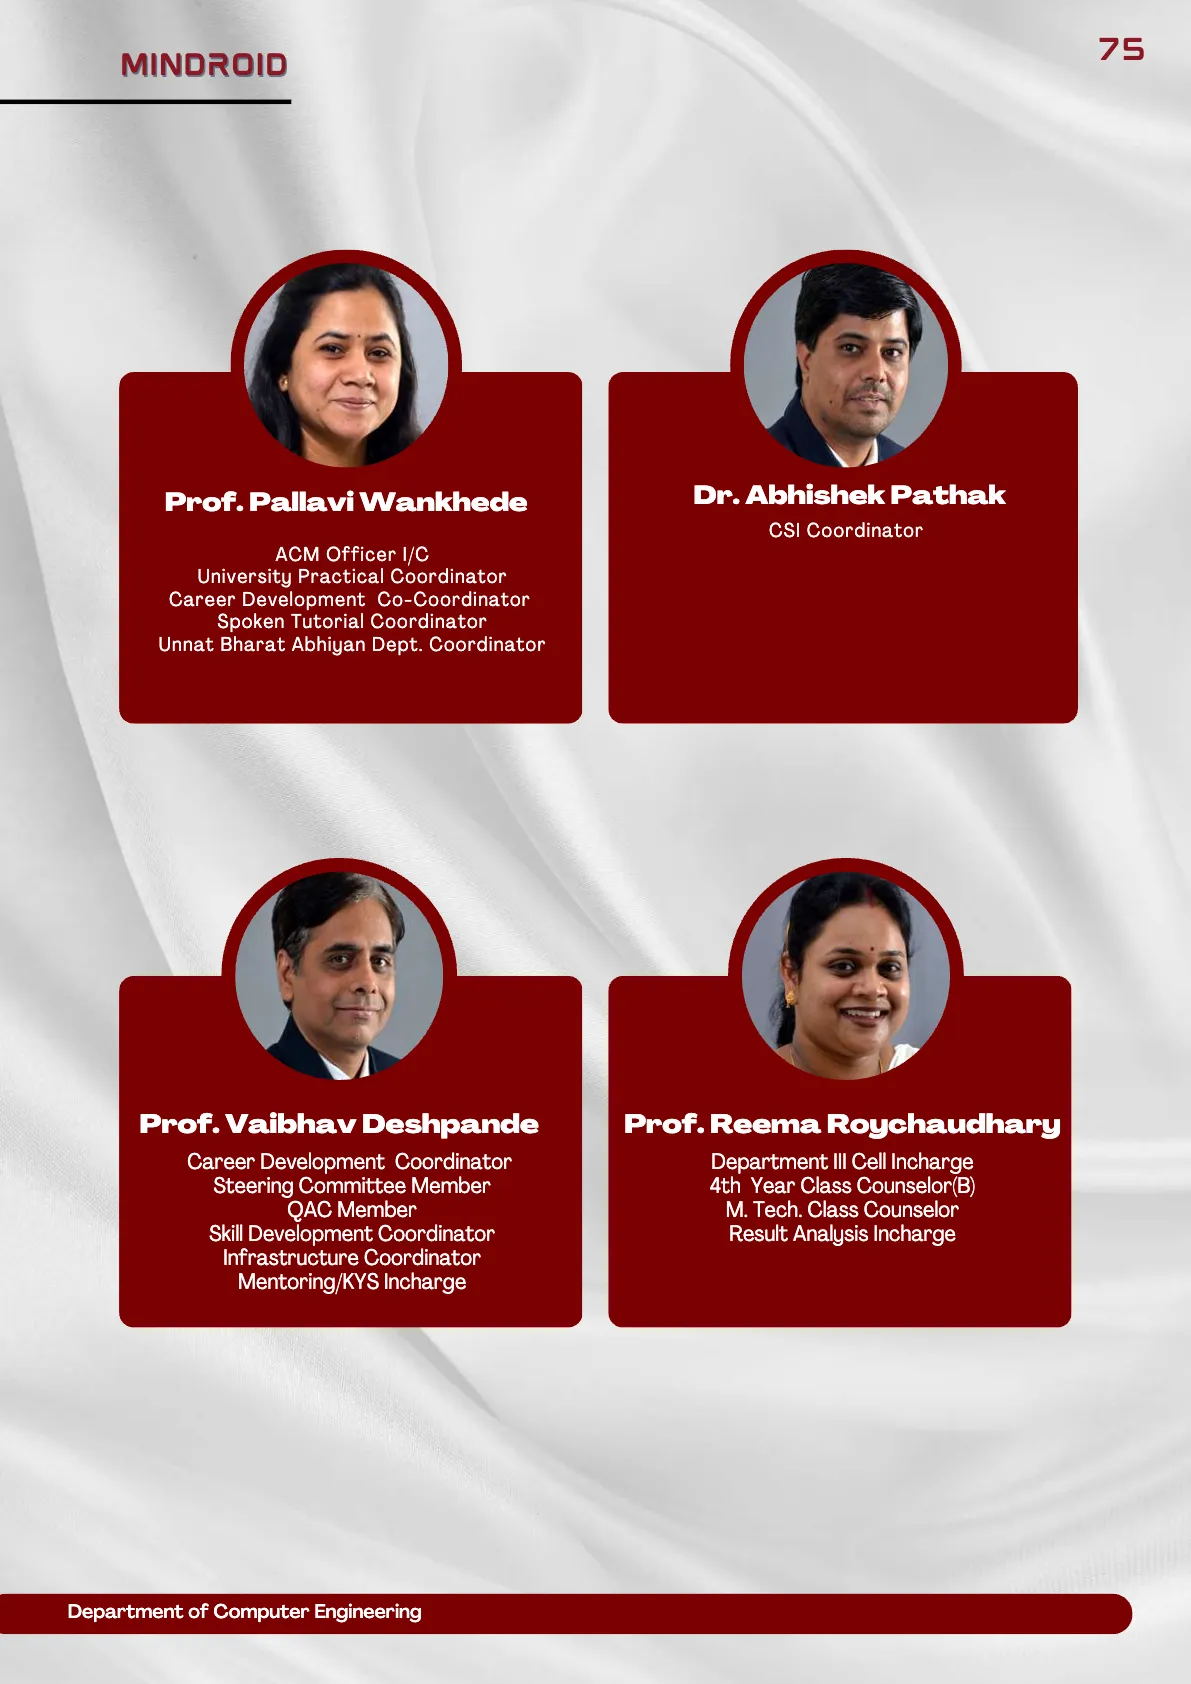 MINDROID
75
Prof. Pallavi Wankhede
ACM Officer I/C
University Practical Coordinator
Career Development  Co-Coordinator
Spoken Tutorial Coordinator
Unnat Bharat Abhiyan Dept. Coordinator
Dr. Abhishek Pathak
CSI Coordinator
Prof. Vaibhav Deshpande
Career Development  Coordinator
Steering Committee Member
QAC Member
Skill Development Coordinator
Infrastructure Coordinator
Mentoring/KYS Incharge
Prof. Reema Roychaudhary
Department III Cell Incharge
4th  Year Class Counselor(B)
M. Tech. Class Counselor
Result Analysis Incharge
Department of Computer Engineering